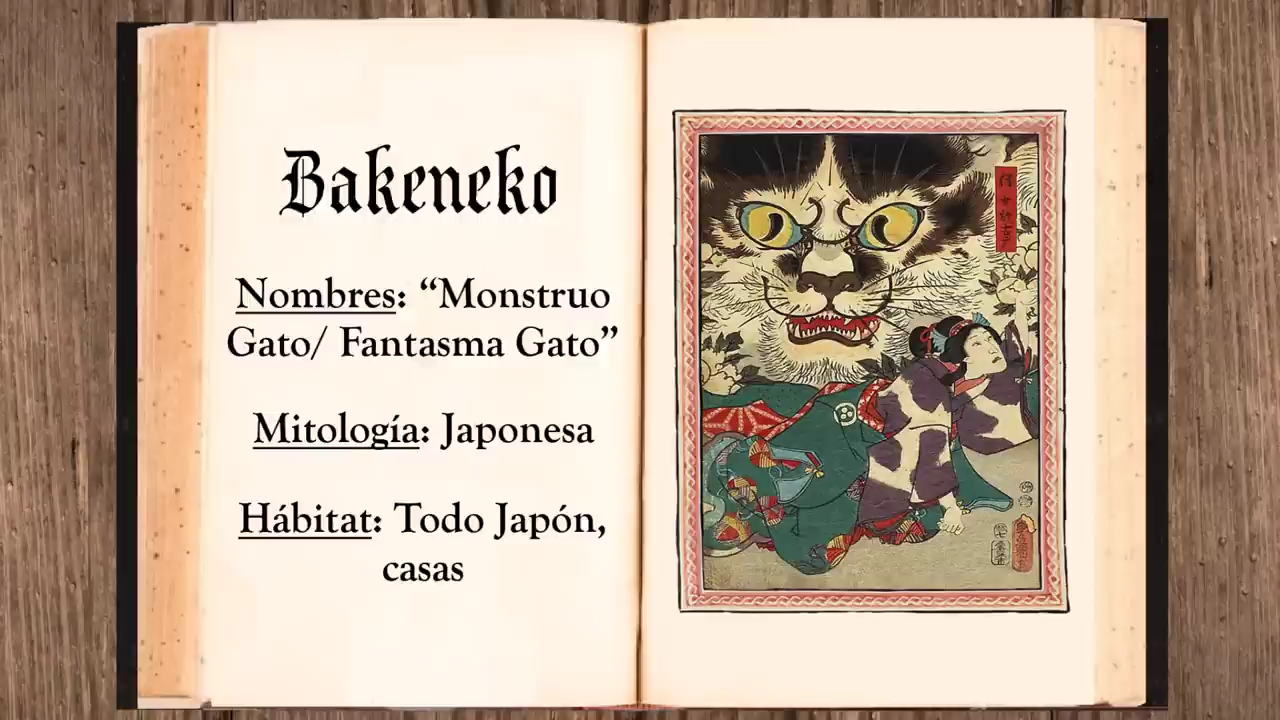 Bakeneko
Nombres: “Monstruo
Gato/ Fantasma Gato”
Mitología: Japonesa
Hábitat: Todo Japón,
casas